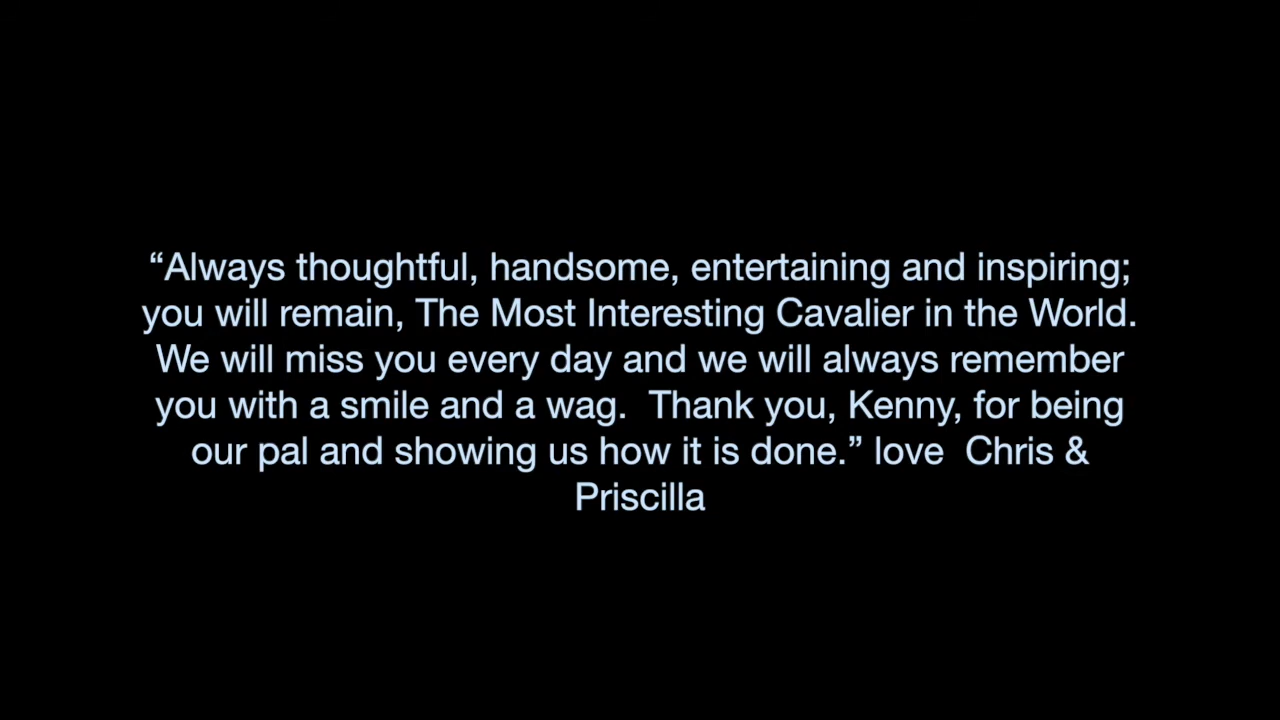 “Always thoughtful, handsome, entertaining and inspiring;
you will remain, The Most Interesting Cavalier in the World.
We will miss you every day and we will always remember
you with a smile and a wag.  Thank you, Kenny, for being
our pal and showing us how it is done.” love  Chris &
Priscilla